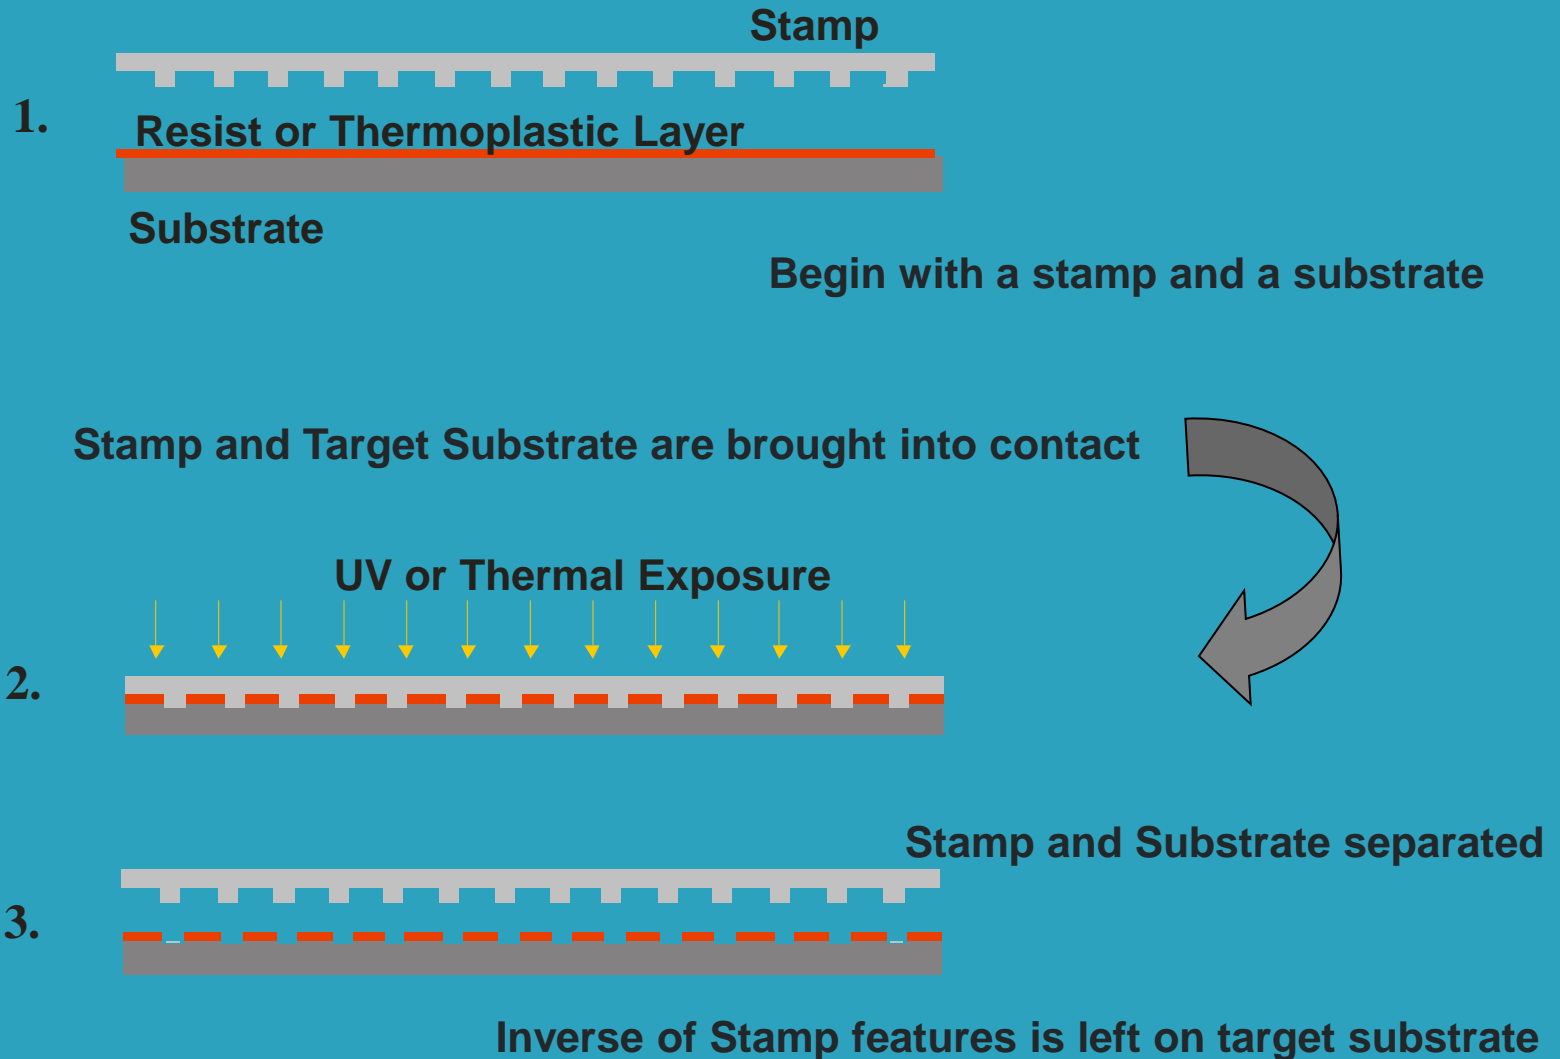 Stamp
1.
Resist or Thermoplastic Layer
Substrate
Begin with a stamp and a substrate
Stamp and Target Substrate are brought into contact
UV or Thermal Exposure
2.
Stamp and Substrate separated
3.
Inverse of Stamp features is left on target substrate